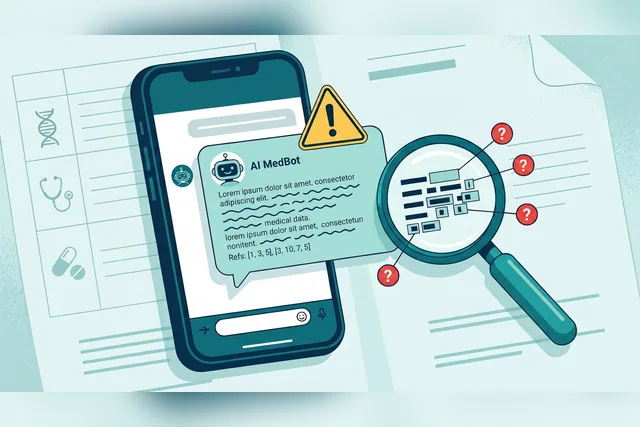 AI MedBot
Lorem ipsum dolor sit amet, consectetor
adipiscing elit.
medical data.
lorem ipsum dolor sit amet, consectetun
nonitent.
Refs: [1, 3, 5], [3, 10, 7, 5]
!
?
?
?
?